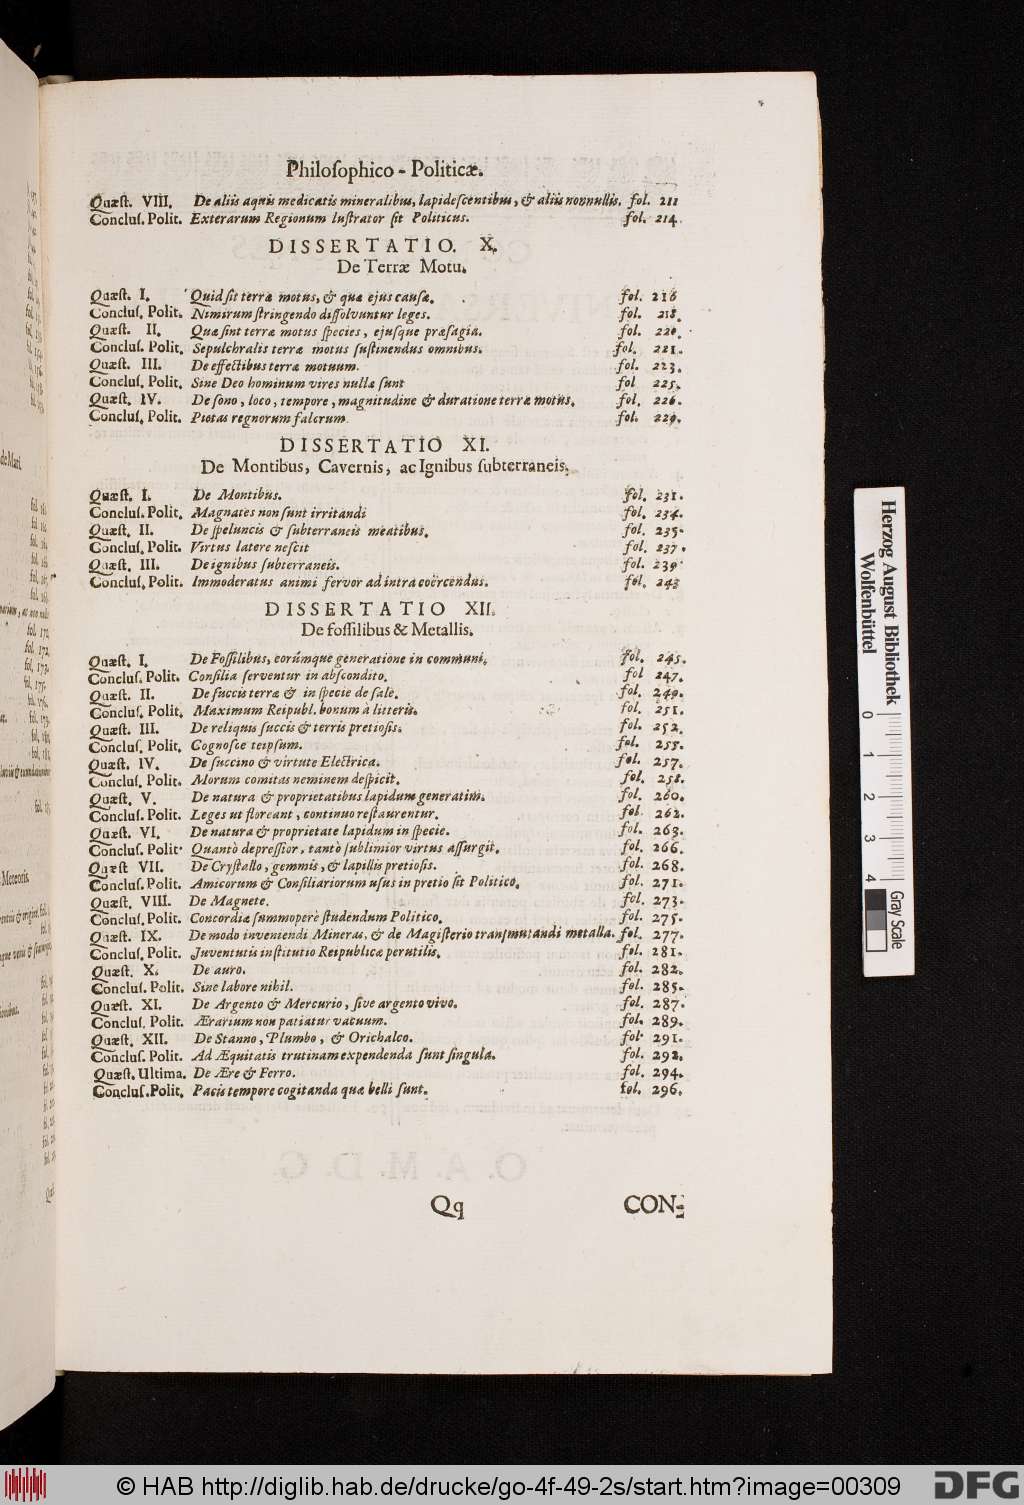 Philoſophico - Politicæ.
Quæſt. VIII. De aliis aquis medicatis mineralibus, lapideſcentibus, & aliis nonnullis. fol. 211
Concluſ. Polit. Exterarum Regionum luſtrator ſit Politicus. fol. 214
DISSERTATIO. X.
De Terræ Motu.
Quæſt. I. Quid ſit terræ motus, & quæ ejus cauſæ. fol. 216
Concluſ. Polit. Nimirum ſtringendo diſſolvuntur leges. fol. 218.
Quæſt. II. Quæ ſint terræ motus ſpecies, ejuſque præſagia. fol. 220.
Concluſ. Polit. Sepulchralis terræ motus ſuſtinendus omnibus. fol. 221.
Quæſt. III. De effectibus terræ motuum. fol. 223.
Concluſ. Polit. Sine Deo hominum vires nullæ ſunt fol 225.
Quæſt. IV. De ſono, loco, tempore, magnitudine & duratione terræ motus. fol. 226.
Concluſ. Polit. Pietas regnorum fulcrum fol. 229.
DISSERTATIO XI.
De Montibus, Cavernis, ac Ignibus ſubterraneis.
Quæſt. I. De Montibus. fol. 231.
Concluſ. Polit. Magnates non ſunt irritandi fol. 234.
Quæſt. II. De ſpeluncis & ſubterraneis meatibus. fol. 235.
Concluſ. Polit. Virtus latere neſcit fol. 237.
Quæſt. III. De ignibus ſubterraneis. fol. 239
Concluſ. Polit. Immoderatus animi fervor ad intra coërcendus. fol. 243
DISSERTATIO XII.
De foſſilibus & Metallis.
Quæſt. I. De Foſſilibus, eorúmque generatione in communi. fol. 245.
Concluſ. Polit. Conſilia ſerventur in abſcondito. fol 247.
Quæſt. II. De ſuccis terræ & in ſpecie de ſale. fol. 249.
Concluſ. Polit. Maximum Reipubl. bonum à litteris. fol. 251.
Quæſt. III. De reliquis ſuccis & terris pretioſis. fol. 252.
Concluſ. Polit. Cognoſce teipſum. fol. 255.
Quæſt. IV. De ſuccino & virtute Electrica. fol. 257.
Concluſ. Polit. Morum comitas neminem deſpicit. fol. 258.
Quæſt. V. De natura & proprietatibus lapidum generatim. fol. 260.
Concluſ. Polit. Leges ut floreant, continuo reſtaurentur. fol. 262.
Quæſt. VI. De natura & proprietate lapidum in ſpecie. fol. 263.
Concluſ. Polit. Quantò depreſſior, tantò ſublimior virtus aſſurgit. fol. 266.
Quæſt VII. De Cryſtallo, gemmis, & lapillis pretioſis. fol. 268.
Concluſ. Polit. Amicorum & Conſiliariorum uſus in pretio ſit Politico. fol. 271.
Quæſt. VIII. De Magnete. fol. 273.
Concluſ. Polit. Concordiæ ſummoperè ſtudendum Politico. fol. 275.
Quæſt. IX. De modo inveniendi Mineras, & de Magiſterio tranſmutandi metalla. fol. 277.
Concluſ. Polit. Juventutis inſtitutio Reipublicæ perutilis. fol. 281.
Quæſt. X. De auro. fol. 282.
Concluſ. Polit. Sine labore nihil. fol. 285.
Quæſt. XI. De Argento & Mercurio, ſive argento vivo. fol. 287.
Concluſ. Polit. Ærarium non patiatur vacuum. fol. 289.
Quæſt. XII. De Stanno, Plumbo, & Orichalco. fol. 291.
Concluſ. Polit. Ad Æquitatis trutinam expendenda ſunt ſingula. fol. 292.
Quæſt. Ultima. De Ære & Ferro. fol. 294.
Concluſ. Polit. Pacis tempore cogitanda quæ belli ſunt. fol. 296.
Qq CON-
Herzog August Bibliothek
Wolfenbüttel
0 1 2 3 4
Gray Scale
© HAB http://diglib.hab.de/drucke/go-4f-49-2s/start.htm?image=00309
DFG